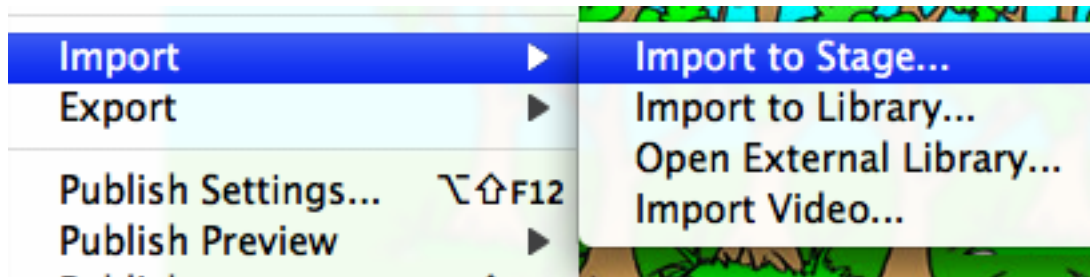 Import
Export
Publish Settings... ⌥⇧F12
Publish Preview
Import to Stage...
Import to Library...
Open External Library...
Import Video...